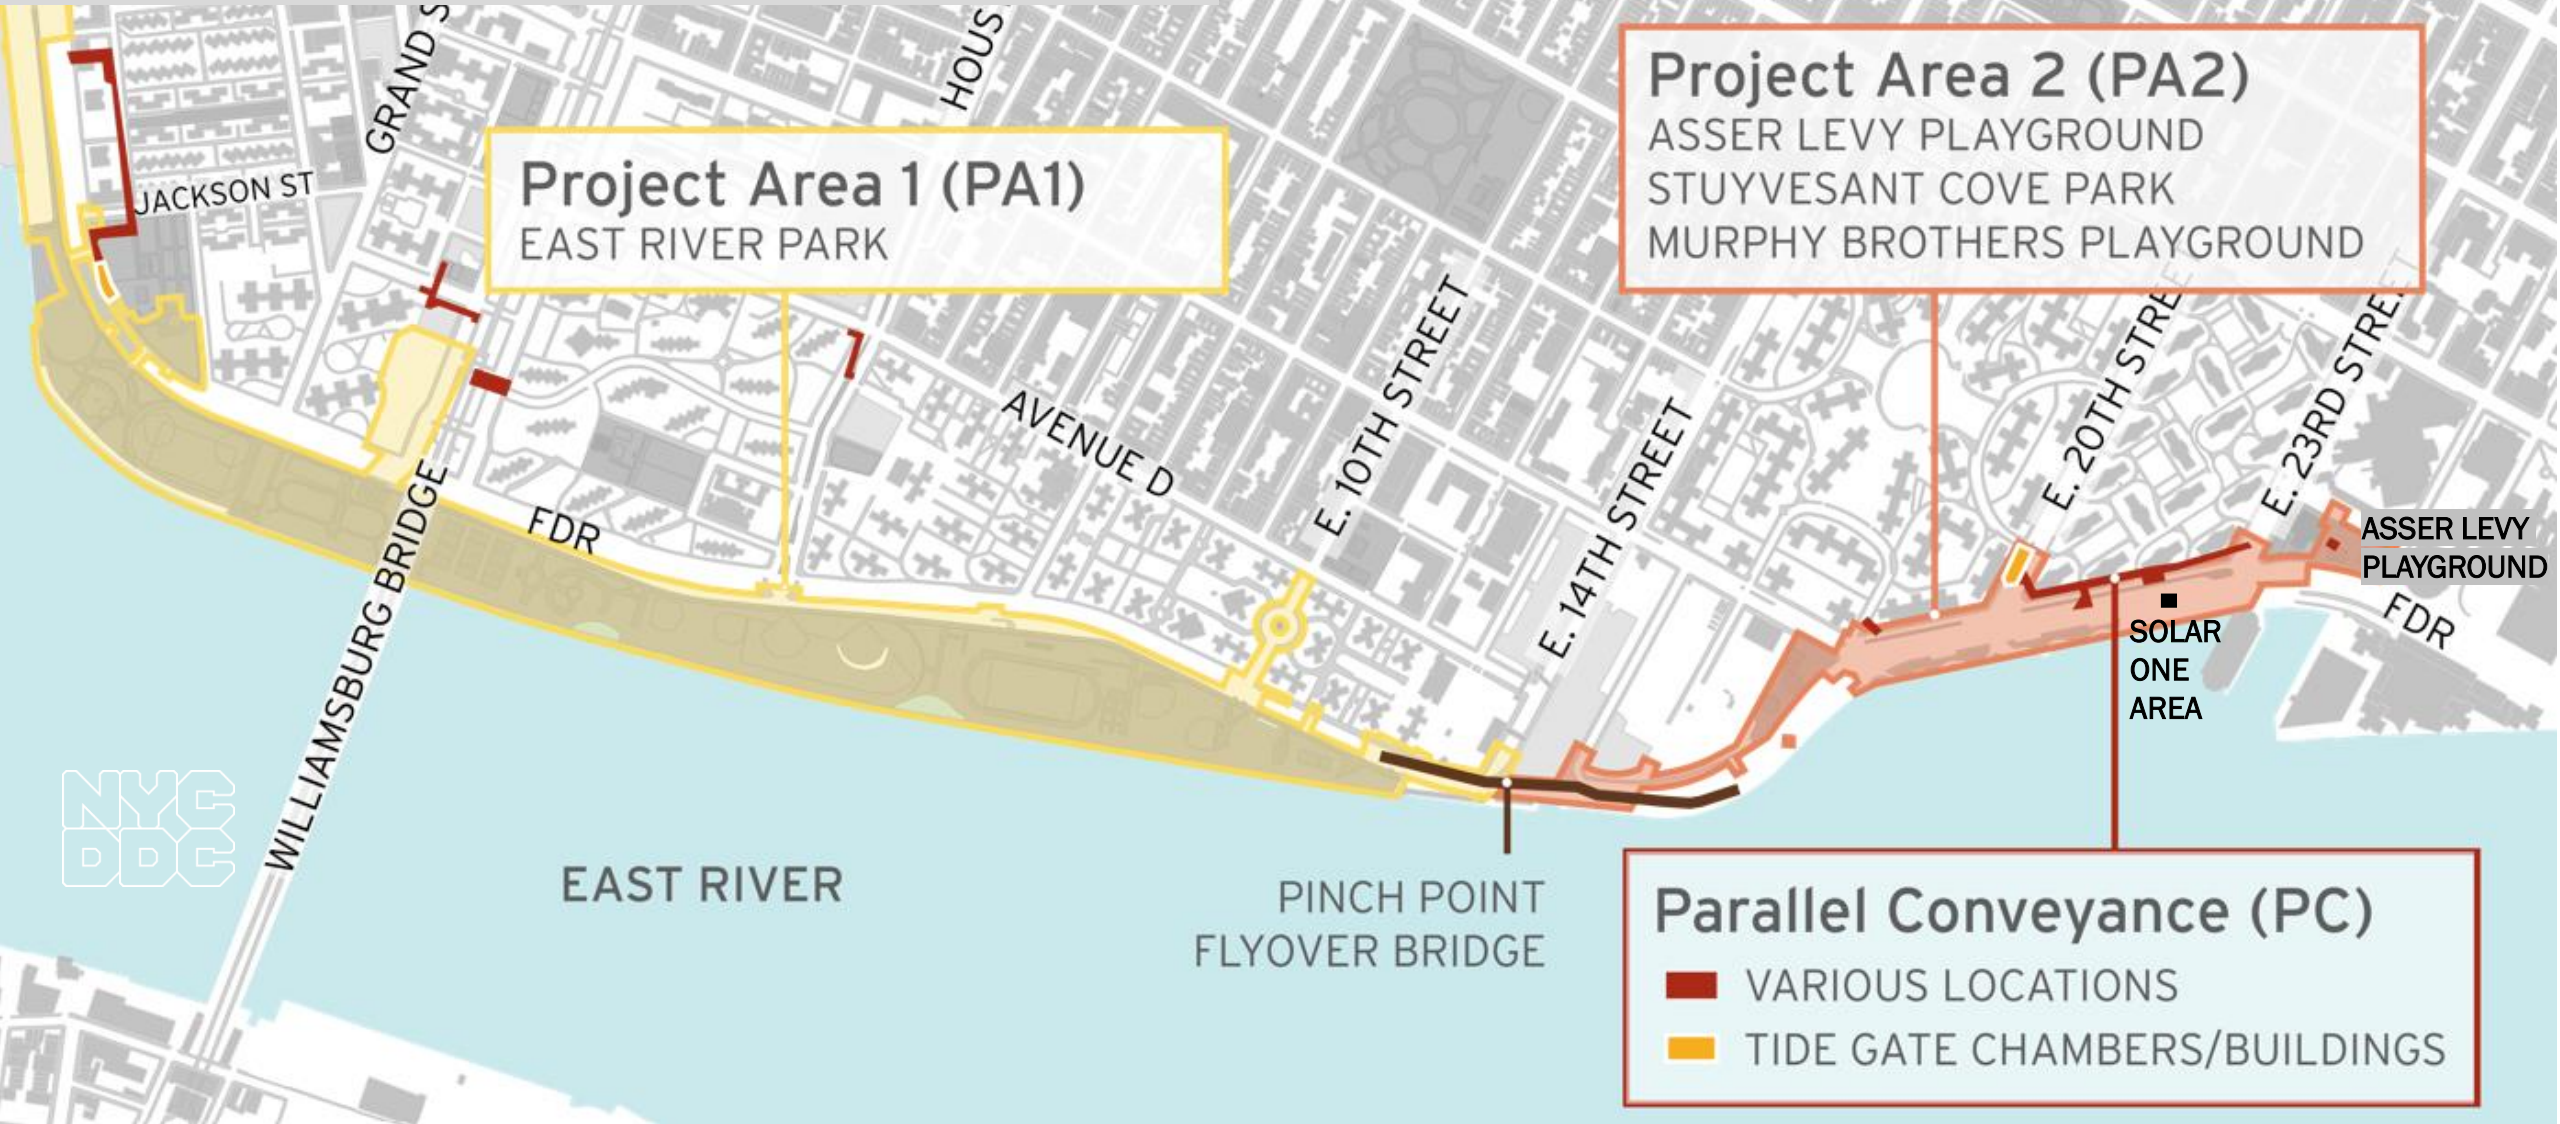 GRAND S
HOUS
JACKSON ST
Project Area 1 (PA1)
EAST RIVER PARK
Project Area 2 (PA2)
ASSER LEVY PLAYGROUND
STUYVESANT COVE PARK
MURPHY BROTHERS PLAYGROUND
AVENUE D
E. 10TH STREET
E. 14TH STREET
E. 20TH STREE
E. 23RD STREET
FDR
WILLIAMSBURG BRIDGE
ASSER LEVY
PLAYGROUND
FDR
SOLAR
ONE
AREA
NYC
DDC
EAST RIVER
PINCH POINT
FLYOVER BRIDGE
Parallel Conveyance (PC)
VARIOUS LOCATIONS
TIDE GATE CHAMBERS/BUILDINGS